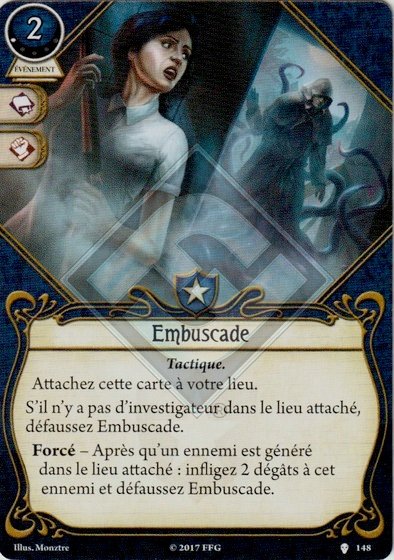 2
ÉVÉNEMENT
Embuscade
Tactique.
Attachez cette carte à votre lieu.
S'il n'y a pas d'investigateur dans le lieu attaché,
défaussez Embuscade.
Forcé – Après qu'un ennemi est généré
dans le lieu attaché : infligez 2 dégâts à cet
ennemi et défaussez Embuscade.
Illus. Monztre © 2017 FFG 148